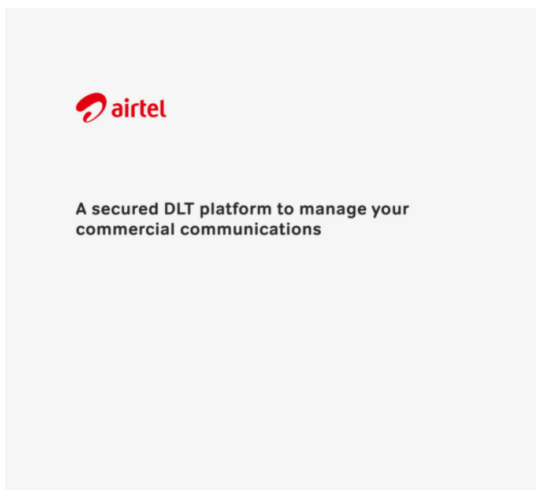 airtel
A secured DLT platform to manage your
commercial communications